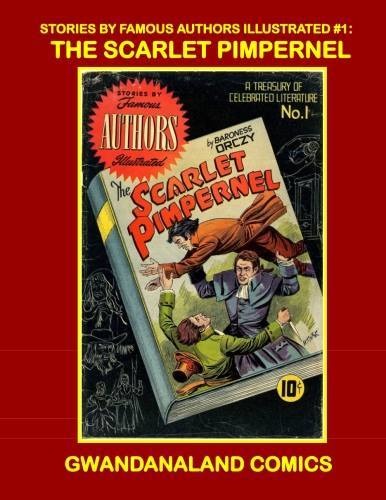 STORIES BY FAMOUS AUTHORS ILLUSTRATED #1:
THE SCARLET PIMPERNEL
STORIES BY
Famous
AUTHORS
Illustrated
A TREASURY OF
CELEBRATED LITERATURE
No.1
by BARONESS
ORCZY
The SCARLET
PIMPERNEL
10¢
GWANDANALAND COMICS